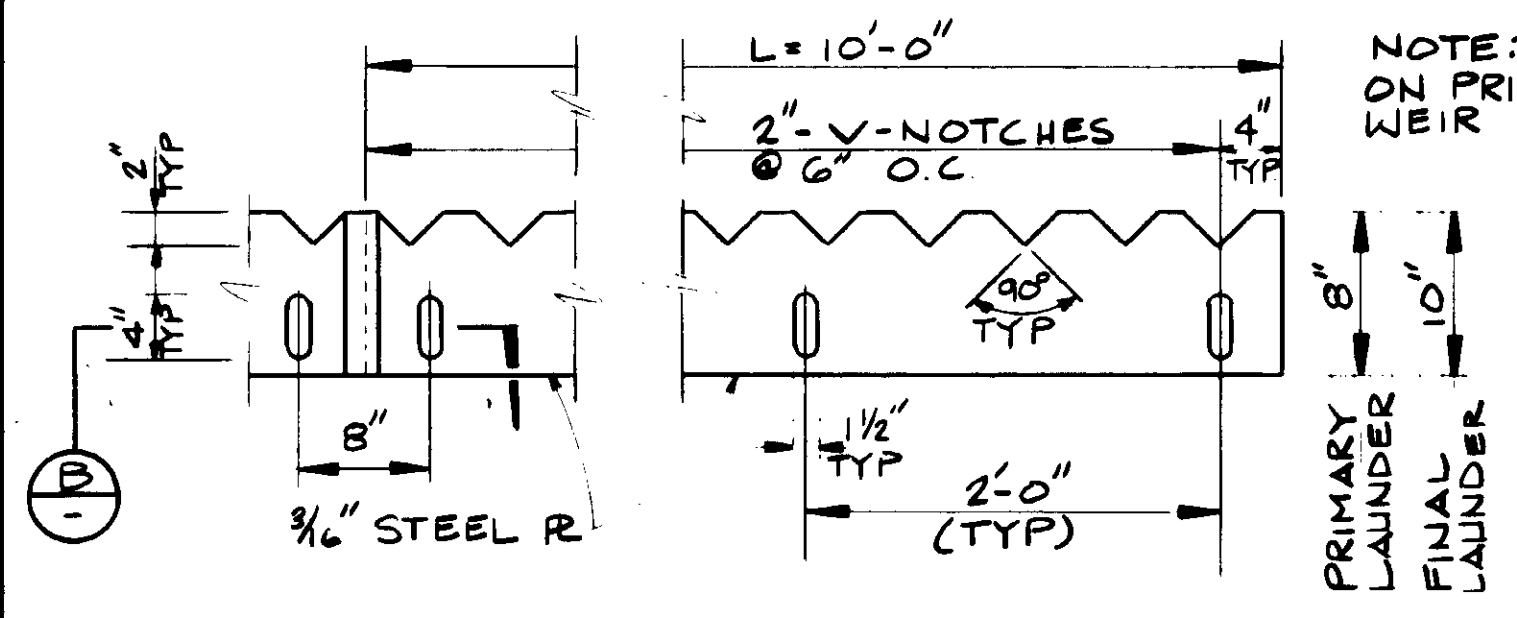 L = 10'-0"
NOTE:
ON PRI
WEIR
2"-V-NOTCHES
@ 6" O.C.
4"
TYP
2"
TYP
4"
TYP
90°
TYP
8"
10"
8"
1 1/2"
TYP
2'-0"
(TYP)
3/16" STEEL PL
B
-
PRIMARY
LAUNDER
FINAL
LAUNDER